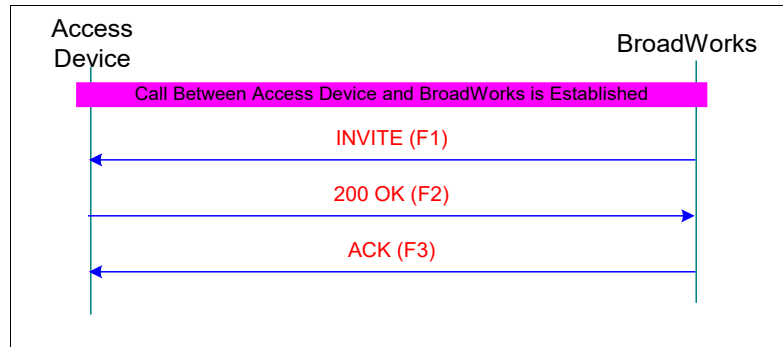 Access
Device
BroadWorks
Call Between Access Device and BroadWorks is Established
INVITE (F1)
200 OK (F2)
ACK (F3)